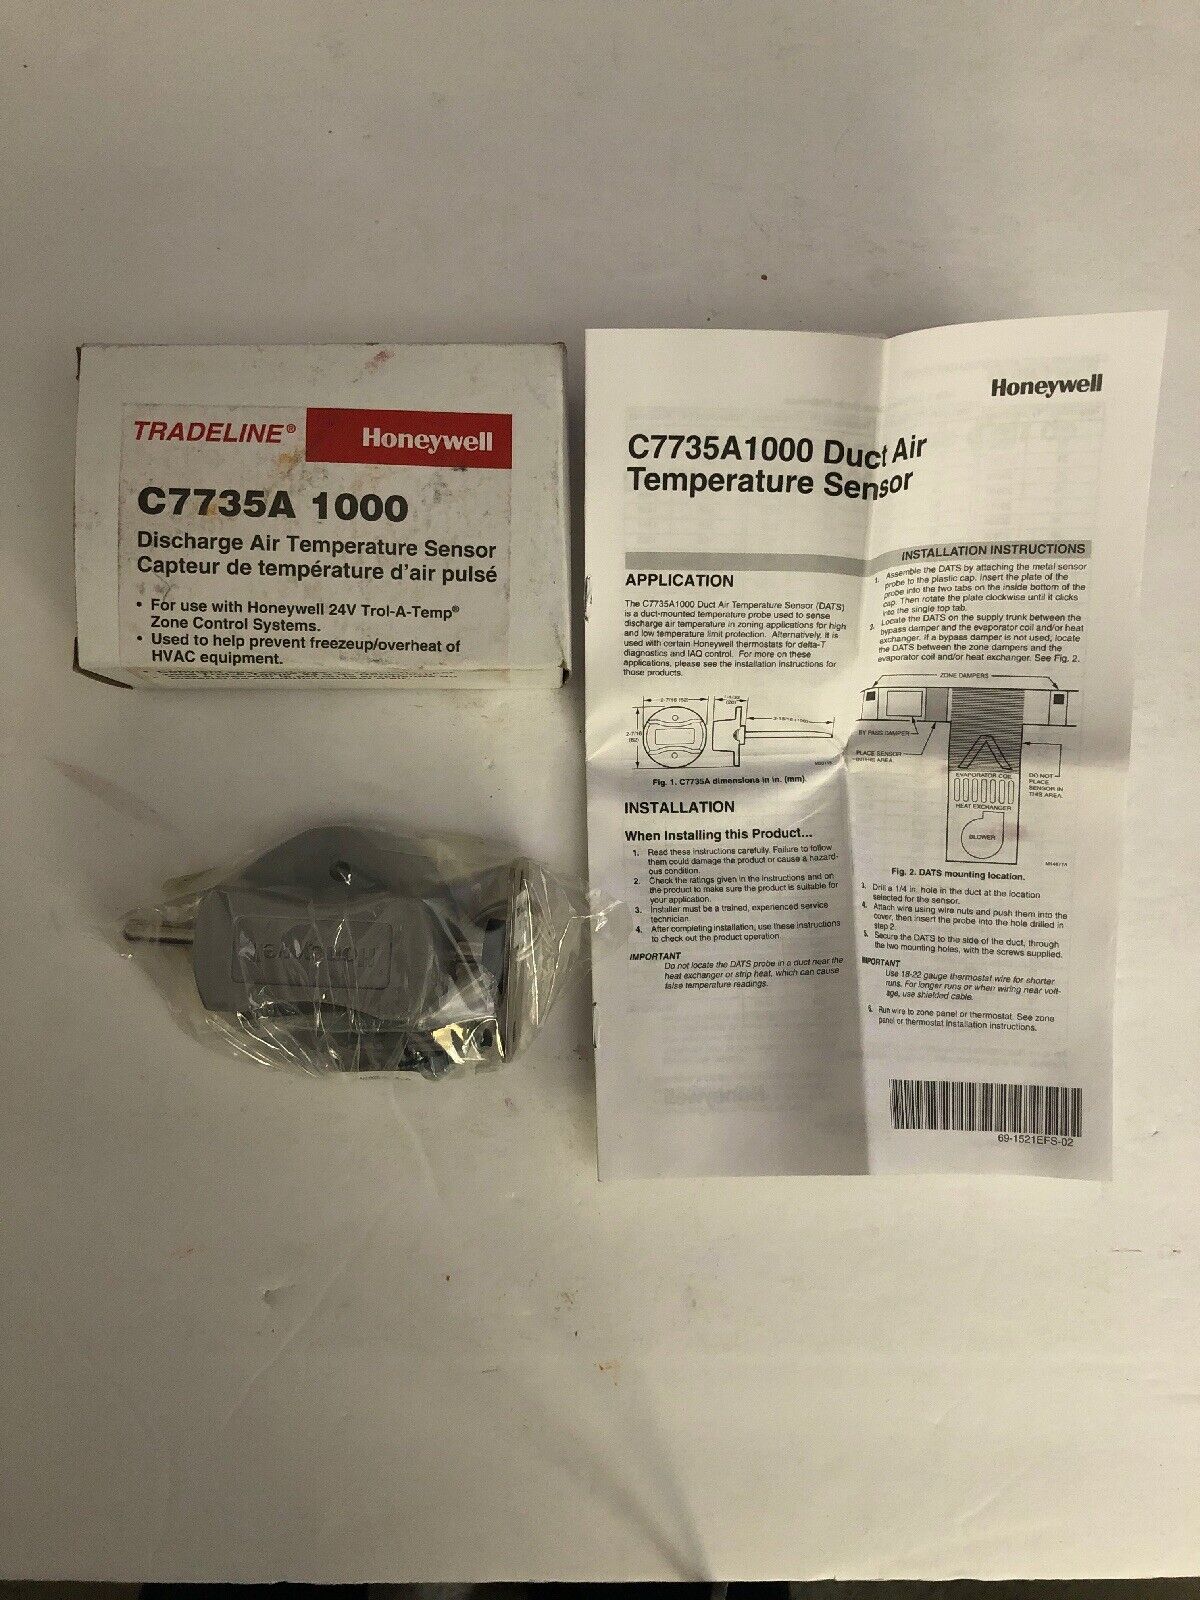 TRADELINE®
Honeywell
C7735A 1000
Discharge Air Temperature Sensor
Capteur de température d'air pulsé
• For use with Honeywell 24V Trol-A-Temp®
Zone Control Systems.
• Used to help prevent freezeup/overheat of
HVAC equipment.
Honeywell
Honeywell
C7735A1000 Duct Air
Temperature Sensor
APPLICATION
The C7735A1000 Duct Air Temperature Sensor (DATS)
is a duct-mounted temperature probe used to sense
discharge air temperature in zoning applications for high
and low temperature limit protection. Alternatively, it is
used with certain Honeywell thermostats for delta-T
diagnostics and IAQ control. For more on these
applications, please see the installation instructions for
those products.
2-7/16 (62)
2-7/16
(62)
Fig. 1. C7735A dimensions in in. (mm).
INSTALLATION
When Installing this Product...
1. Read these instructions carefully. Failure to follow
them could damage the product or cause a hazard-
ous condition.
2. Check the ratings given in the instructions and on
the product to make sure the product is suitable for
your application.
3. Installer must be a trained, experienced service
technician.
4. After completing installation, use these instructions
to check out the product operation.
IMPORTANT
Do not locate the DATS probe in a duct near the
heat exchanger or strip heat, which can cause
false temperature readings.
INSTALLATION INSTRUCTIONS
1. Assemble the DATS by attaching the metal sensor
probe to the plastic cap. Insert the plate of the
probe into the two tabs on the inside bottom of the
cap. Then rotate the plate clockwise until it clicks
into the single top tab.
2. Locate the DATS on the supply trunk between the
bypass damper and the evaporator coil and/or heat
exchanger. If a bypass damper is not used, locate
the DATS between the zone dampers and the
evaporator coil and/or heat exchanger. See Fig. 2.
ZONE DAMPERS
BY PASS DAMPER
PLACE SENSOR
IN THIS AREA.
EVAPORATOR COIL
HEAT EXCHANGER
DO NOT
PLACE
SENSOR IN
THIS AREA.
BLOWER
Fig. 2. DATS mounting location.
3. Drill a 1/4 in. hole in the duct at the location
selected for the sensor.
4. Attach wire using wire nuts and push them into the
cover, then insert the probe into the hole drilled in
step 2.
5. Secure the DATS to the side of the duct, through
the two mounting holes, with the screws supplied.
IMPORTANT
Use 18-22 gauge thermostat wire for shorter
runs. For longer runs or when wiring near volt-
age, use shielded cable.
6. Run wire to zone panel or thermostat. See zone
panel or thermostat installation instructions.
69-1521EFS-02